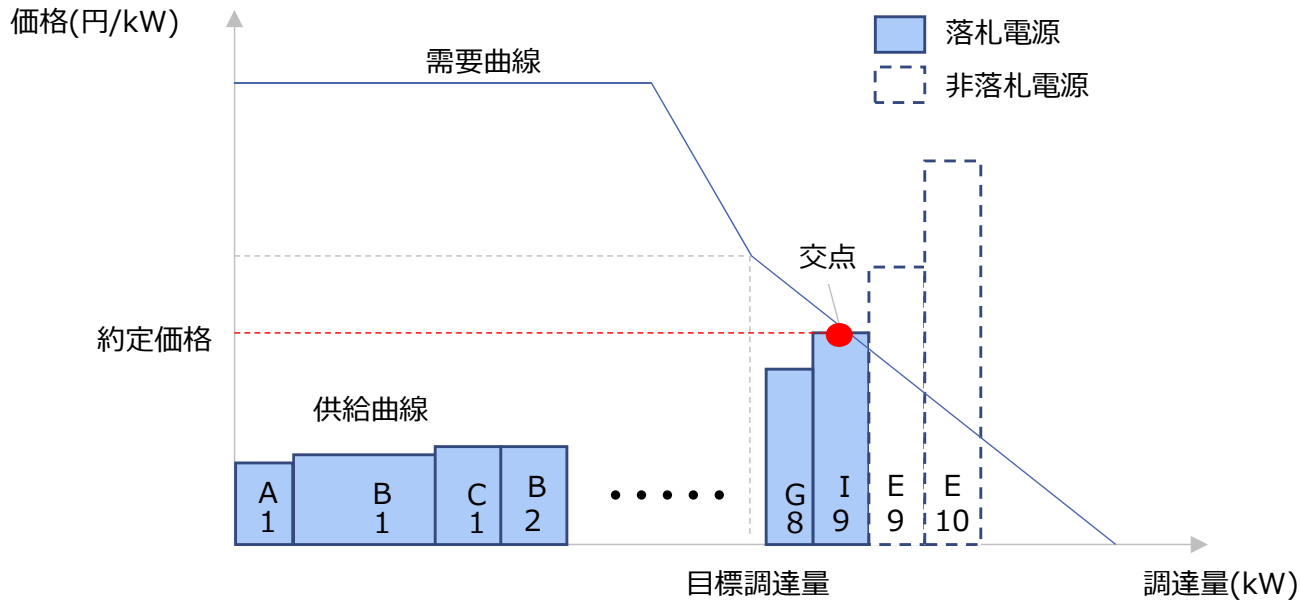 価格(円/kW)
落札電源
需要曲線
非落札電源
交点
約定価格
供給曲線
A
1
B
1
C
1
B
2
・・・・・
G
8
I
9
E
9
E
10
目標調達量
調達量(kW)